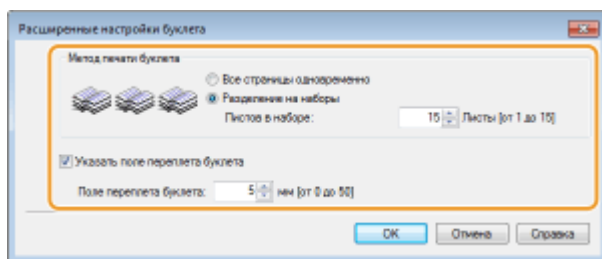 Расширенные настройки буклета
Метод печати буклета
Все страницы одновременно
Разделение на наборы
Листов в наборе: 15 Листы [от 1 до 15]
Указать поле переплета буклета
Поле переплета буклета: 5 мм [от 0 до 50]
OK Отмена Справка